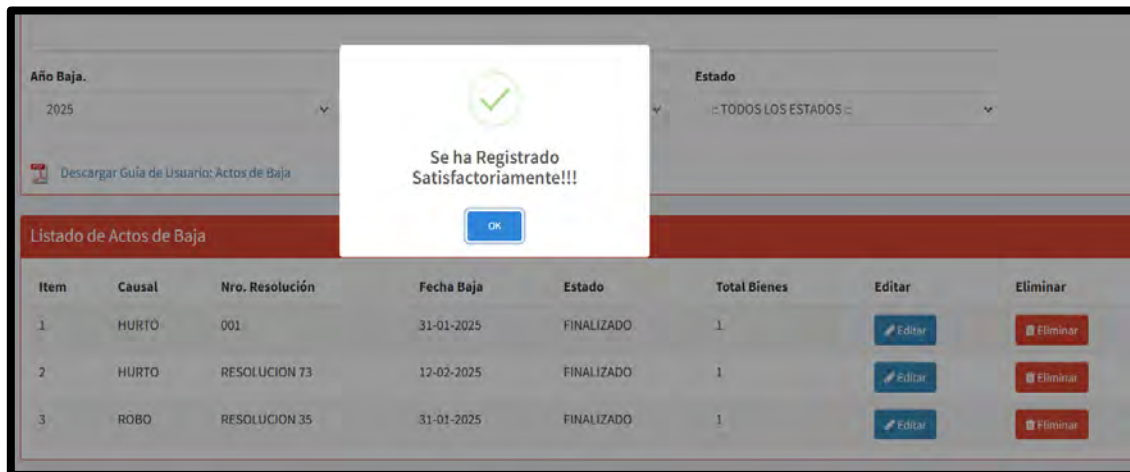 Año Baja.
Estado
2025
:: TODOS LOS ESTADOS ::
Se ha Registrado
Satisfactoriamente!!!
Descargar Guía de Usuario: Actos de Baja
OK
Listado de Actos de Baja
Item Causal Nro. Resolución Fecha Baja Estado Total Bienes Editar Eliminar
1 HURTO 001 31-01-2025 FINALIZADO 1 Editar Eliminar
2 HURTO RESOLUCION 73 12-02-2025 FINALIZADO 1 Editar Eliminar
3 ROBO RESOLUCION 35 31-01-2025 FINALIZADO 1 Editar Eliminar